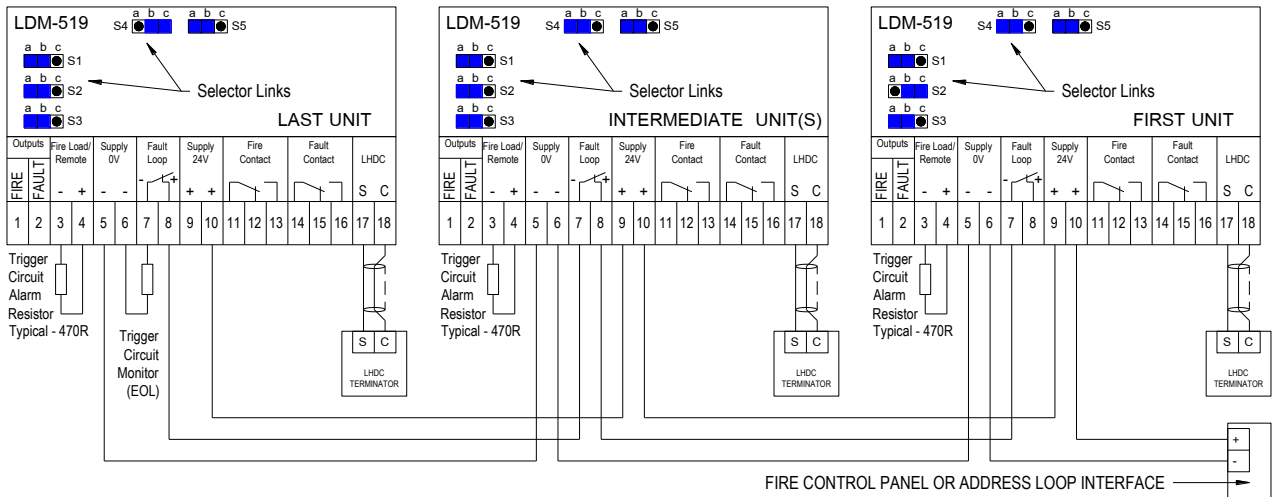 LDM-519
a b c
S4
a b c
S5
a b c
S1
a b c
S2
a b c
S3
Selector Links
LAST UNIT
Outputs
FIRE
FAULT
Fire Load/
Remote
- +
Supply
0V
- -
Fault
Loop
- +
Supply
24V
+ +
Fire
Contact
Fault
Contact
LHDC
S C
1 2 3 4 5 6 7 8 9 10 11 12 13 14 15 16 17 18
Trigger
Circuit
Alarm
Resistor
Typical - 470R
Trigger
Circuit
Monitor
(EOL)
S C
LHDC
TERMINATOR
LDM-519
a b c
S4
a b c
S5
a b c
S1
a b c
S2
a b c
S3
Selector Links
INTERMEDIATE UNIT(S)
Outputs
FIRE
FAULT
Fire Load/
Remote
- +
Supply
0V
- -
Fault
Loop
- +
Supply
24V
+ +
Fire
Contact
Fault
Contact
LHDC
S C
1 2 3 4 5 6 7 8 9 10 11 12 13 14 15 16 17 18
Trigger
Circuit
Alarm
Resistor
Typical - 470R
S C
LHDC
TERMINATOR
LDM-519
a b c
S4
a b c
S5
a b c
S1
a b c
S2
a b c
S3
Selector Links
FIRST UNIT
Outputs
FIRE
FAULT
Fire Load/
Remote
- +
Supply
0V
- -
Fault
Loop
- +
Supply
24V
+ +
Fire
Contact
Fault
Contact
LHDC
S C
1 2 3 4 5 6 7 8 9 10 11 12 13 14 15 16 17 18
Trigger
Circuit
Alarm
Resistor
Typical - 470R
S C
LHDC
TERMINATOR
+
-
FIRE CONTROL PANEL OR ADDRESS LOOP INTERFACE